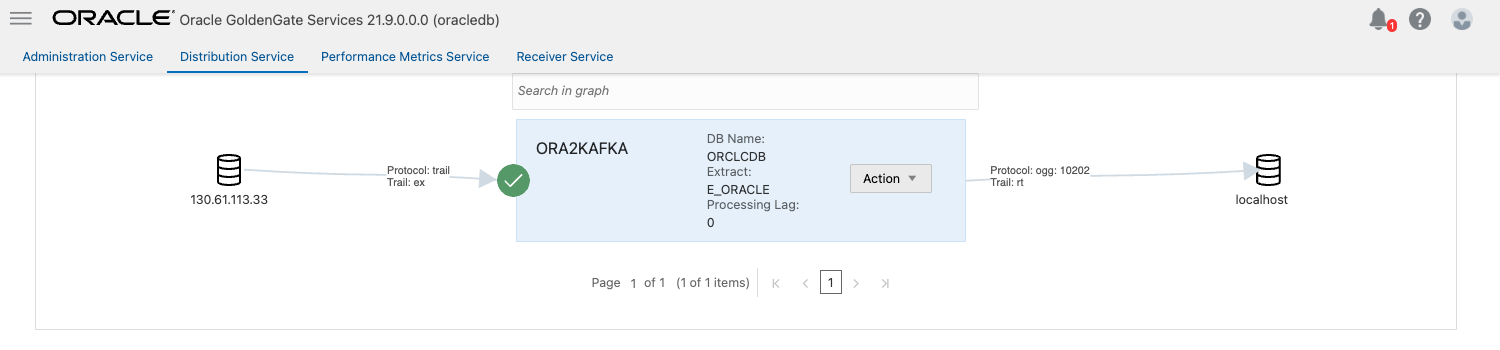 ORACLE Oracle GoldenGate Services 21.9.0.0.0 (oracledb)
1
Administration Service Distribution Service Performance Metrics Service Receiver Service
Search in graph
130.61.113.33
Protocol: trail
Trail: ex
ORA2KAFKA
DB Name:
ORCLCDB
Extract:
E_ORACLE
Processing Lag:
0
Action
Protocol: ogg: 10202
Trail: rt
localhost
Page 1 of 1 (1 of 1 items) 1